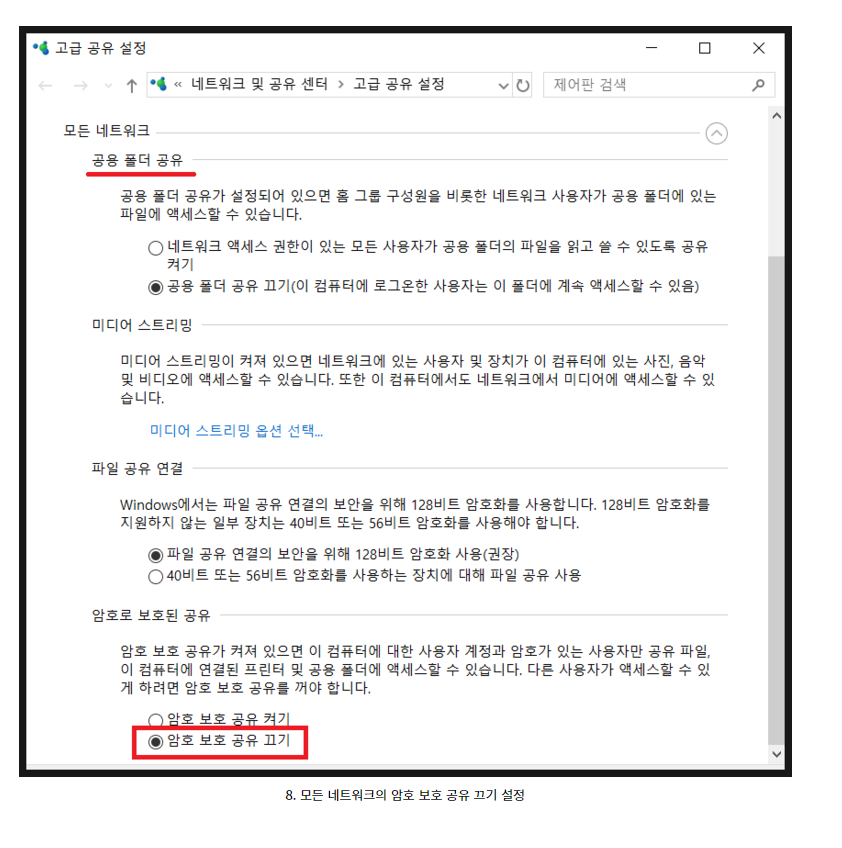 고급 공유 설정
« 네트워크 및 공유 센터 › 고급 공유 설정
제어판 검색
모든 네트워크
공용 폴더 공유
공용 폴더 공유가 설정되어 있으면 홈 그룹 구성원을 비롯한 네트워크 사용자가 공용 폴더에 있는
파일에 액세스할 수 있습니다.
네트워크 액세스 권한이 있는 모든 사용자가 공용 폴더의 파일을 읽고 쓸 수 있도록 공유
켜기
공용 폴더 공유 끄기(이 컴퓨터에 로그온한 사용자는 이 폴더에 계속 액세스할 수 있음)
미디어 스트리밍
미디어 스트리밍이 켜져 있으면 네트워크에 있는 사용자 및 장치가 이 컴퓨터에 있는 사진, 음악
및 비디오에 액세스할 수 있습니다. 또한 이 컴퓨터에서도 네트워크에서 미디어에 액세스할 수 있
습니다.
미디어 스트리밍 옵션 선택...
파일 공유 연결
Windows에서는 파일 공유 연결의 보안을 위해 128비트 암호화를 사용합니다. 128비트 암호화를
지원하지 않는 일부 장치는 40비트 또는 56비트 암호화를 사용해야 합니다.
파일 공유 연결의 보안을 위해 128비트 암호화 사용(권장)
40비트 또는 56비트 암호화를 사용하는 장치에 대해 파일 공유 사용
암호로 보호된 공유
암호 보호 공유가 켜져 있으면 이 컴퓨터에 대한 사용자 계정과 암호가 있는 사용자만 공유 파일,
이 컴퓨터에 연결된 프린터 및 공용 폴더에 액세스할 수 있습니다. 다른 사용자가 액세스할 수 있
게 하려면 암호 보호 공유를 꺼야 합니다.
암호 보호 공유 켜기
암호 보호 공유 끄기
8. 모든 네트워크의 암호 보호 공유 끄기 설정